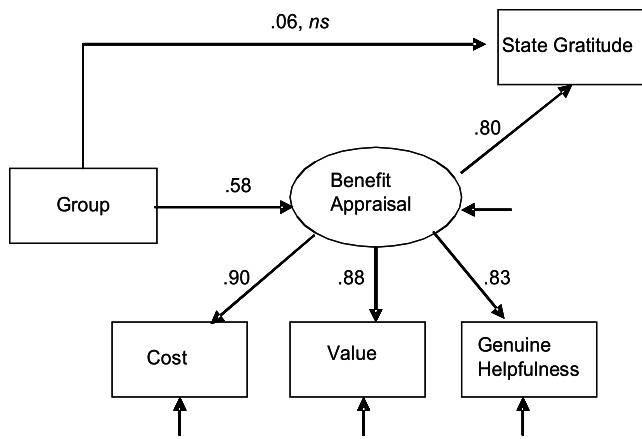 .06, ns
State Gratitude
.80
Benefit
Appraisal
.58
Group
.90
.88
.83
Cost
Value
Genuine
Helpfulness